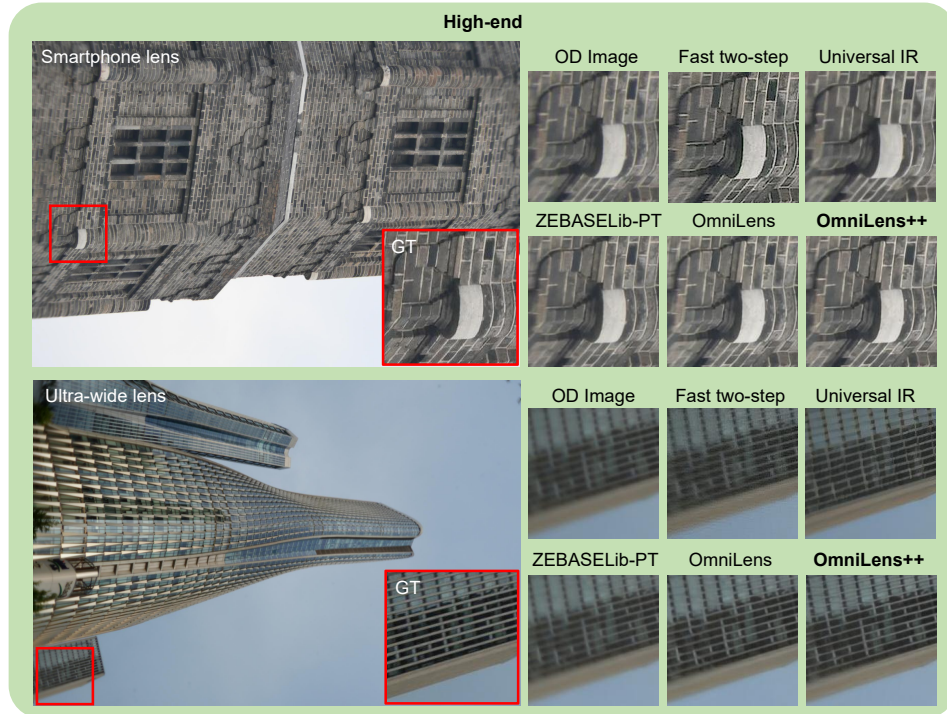 High-end
Smartphone lens
GT
OD Image Fast two-step Universal IR
ZEBASELib-PT OmniLens OmniLens++
Ultra-wide lens
GT
OD Image Fast two-step Universal IR
ZEBASELib-PT OmniLens OmniLens++